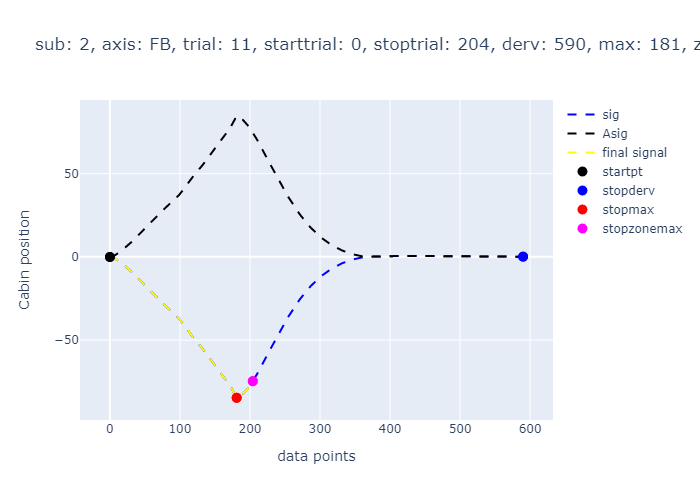 sub: 2, axis: FB, trial: 11, starttrial: 0, stoptrial: 204, derv: 590, max: 181, z
sig
Asig
final signal
startpt
stopderv
stopmax
stopzonemax
50
0
−50
Cabin position
0 100 200 300 400 500 600
data points